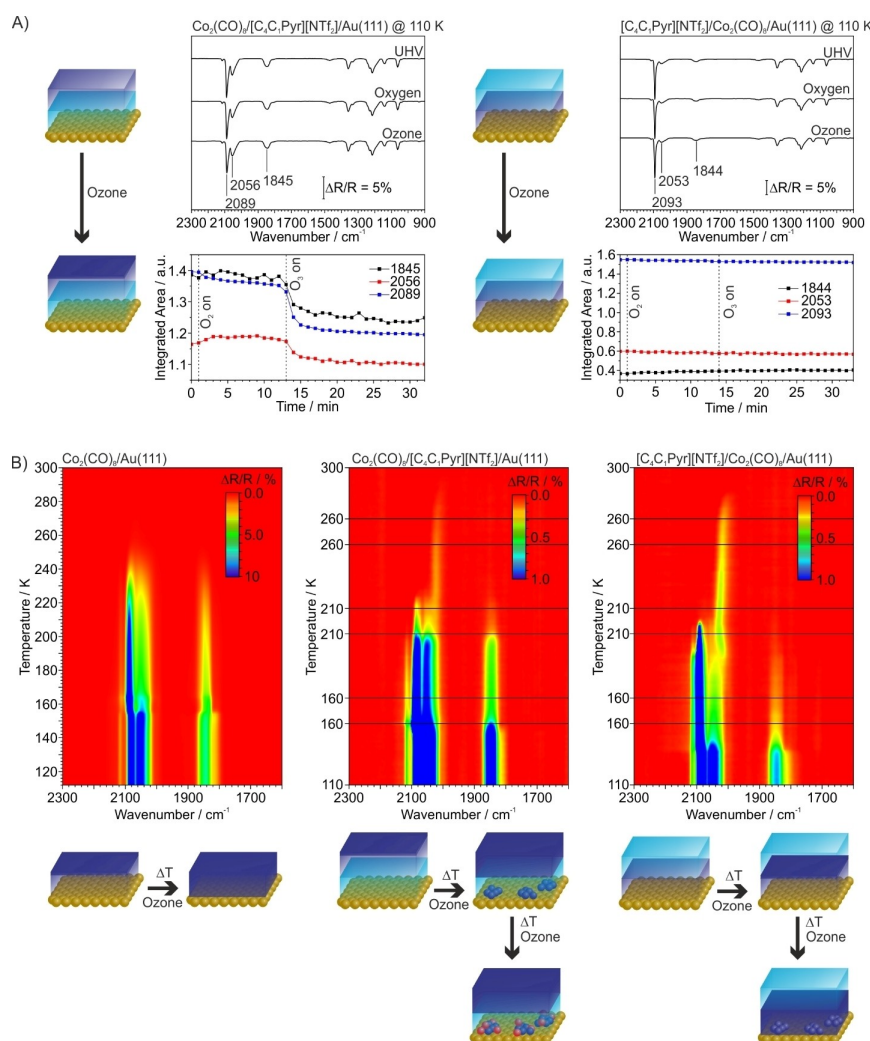 A)
Co₂(CO)₈/[C₄C₁Pyr][NTf₂]/Au(111) @ 110 K
UHV
Oxygen
Ozone
2056
1845
2089
ΔR/R = 5%
2300 2100 1900 1700 1500 1300 1100 900
Wavenumber / cm⁻¹
Ozone
Integrated Area / a.u.
1.4
1.3
1.2
1.1
O₂ on
O₃ on
1845
2056
2089
0 5 10 15 20 25 30
Time / min
[C₄C₁Pyr][NTf₂]/Co₂(CO)₈/Au(111) @ 110 K
UHV
Oxygen
Ozone
2053
1844
2093
ΔR/R = 5%
2300 2100 1900 1700 1500 1300 1100 900
Wavenumber / cm⁻¹
Ozone
Integrated Area / a.u.
1.6
1.4
1.2
1.0
0.8
0.6
0.4
O₂ on
O₃ on
1844
2053
2093
0 5 10 15 20 25 30
Time / min
B)
Co₂(CO)₈/Au(111)
Temperature / K
300
280
260
240
220
200
180
160
140
120
ΔR/R / %
0.0
5.0
10
2300 2100 1900 1700
Wavenumber / cm⁻¹
Co₂(CO)₈/[C₄C₁Pyr][NTf₂]/Au(111)
Temperature / K
300
260
260
210
210
160
160
110
ΔR/R / %
0.0
0.5
1.0
2300 2100 1900 1700
Wavenumber / cm⁻¹
[C₄C₁Pyr][NTf₂]/Co₂(CO)₈/Au(111)
Temperature / K
300
260
260
210
210
160
160
110
ΔR/R / %
0.0
0.5
1.0
2300 2100 1900 1700
Wavenumber / cm⁻¹
ΔT
Ozone
ΔT
Ozone
ΔT
Ozone
ΔT
Ozone
ΔT
Ozone